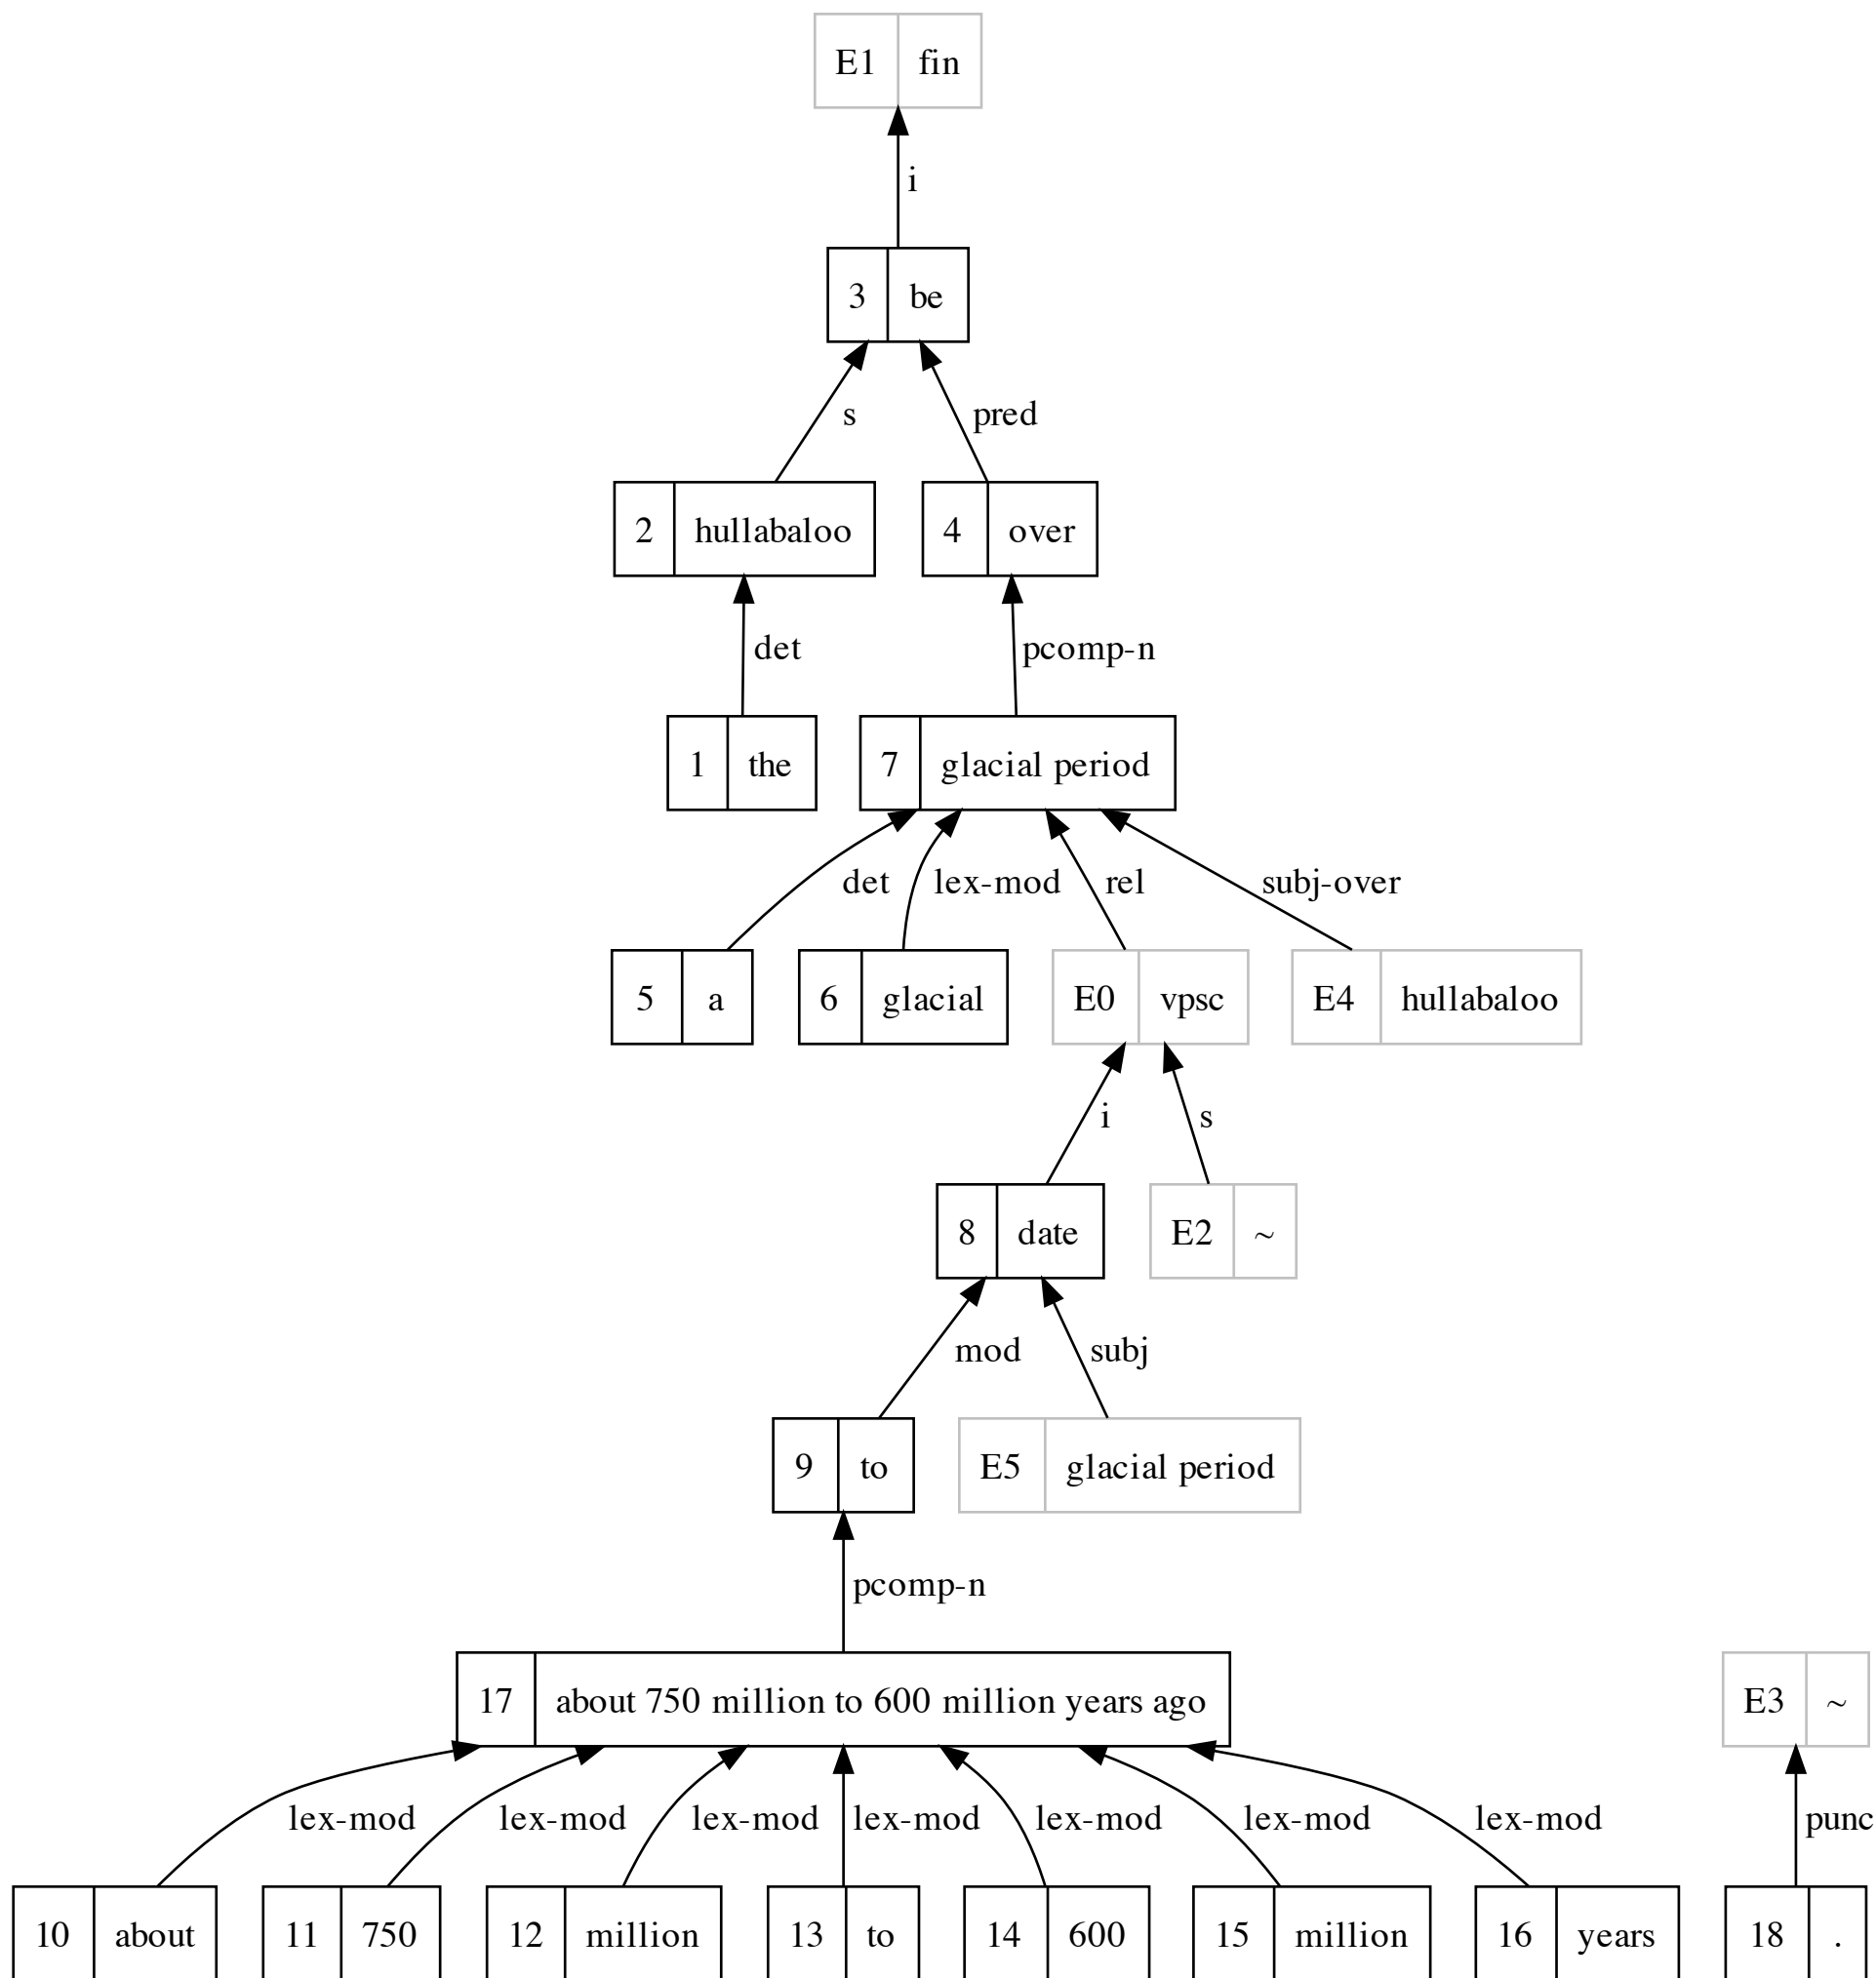 E1 fin
i
3 be
s pred
2 hullabaloo 4 over
det pcomp-n
1 the 7 glacial period
det lex-mod rel subj-over
5 a 6 glacial E0 vpsc E4 hullabaloo
i s
8 date E2 ~
mod subj
9 to E5 glacial period
pcomp-n
17 about 750 million to 600 million years ago E3 ~
lex-mod lex-mod lex-mod lex-mod lex-mod lex-mod lex-mod punc
10 about 11 750 12 million 13 to 14 600 15 million 16 years 18 .